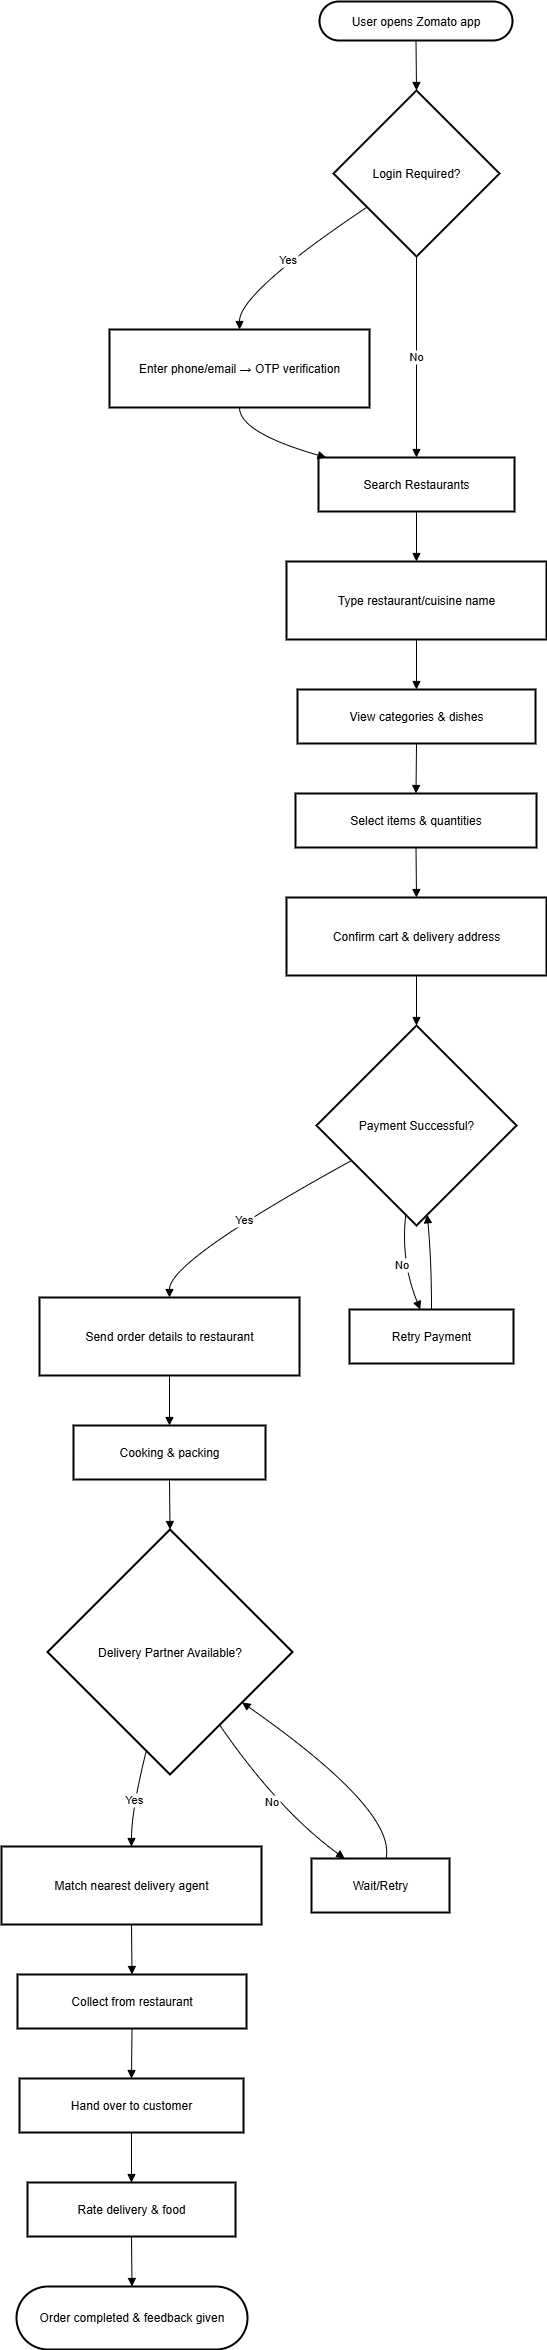 User opens Zomato app
Login Required?
Yes
Enter phone/email → OTP verification
No
Search Restaurants
Type restaurant/cuisine name
View categories & dishes
Select items & quantities
Confirm cart & delivery address
Payment Successful?
Yes
No
Send order details to restaurant
Retry Payment
Cooking & packing
Delivery Partner Available?
Yes
No
Match nearest delivery agent
Wait/Retry
Collect from restaurant
Hand over to customer
Rate delivery & food
Order completed & feedback given